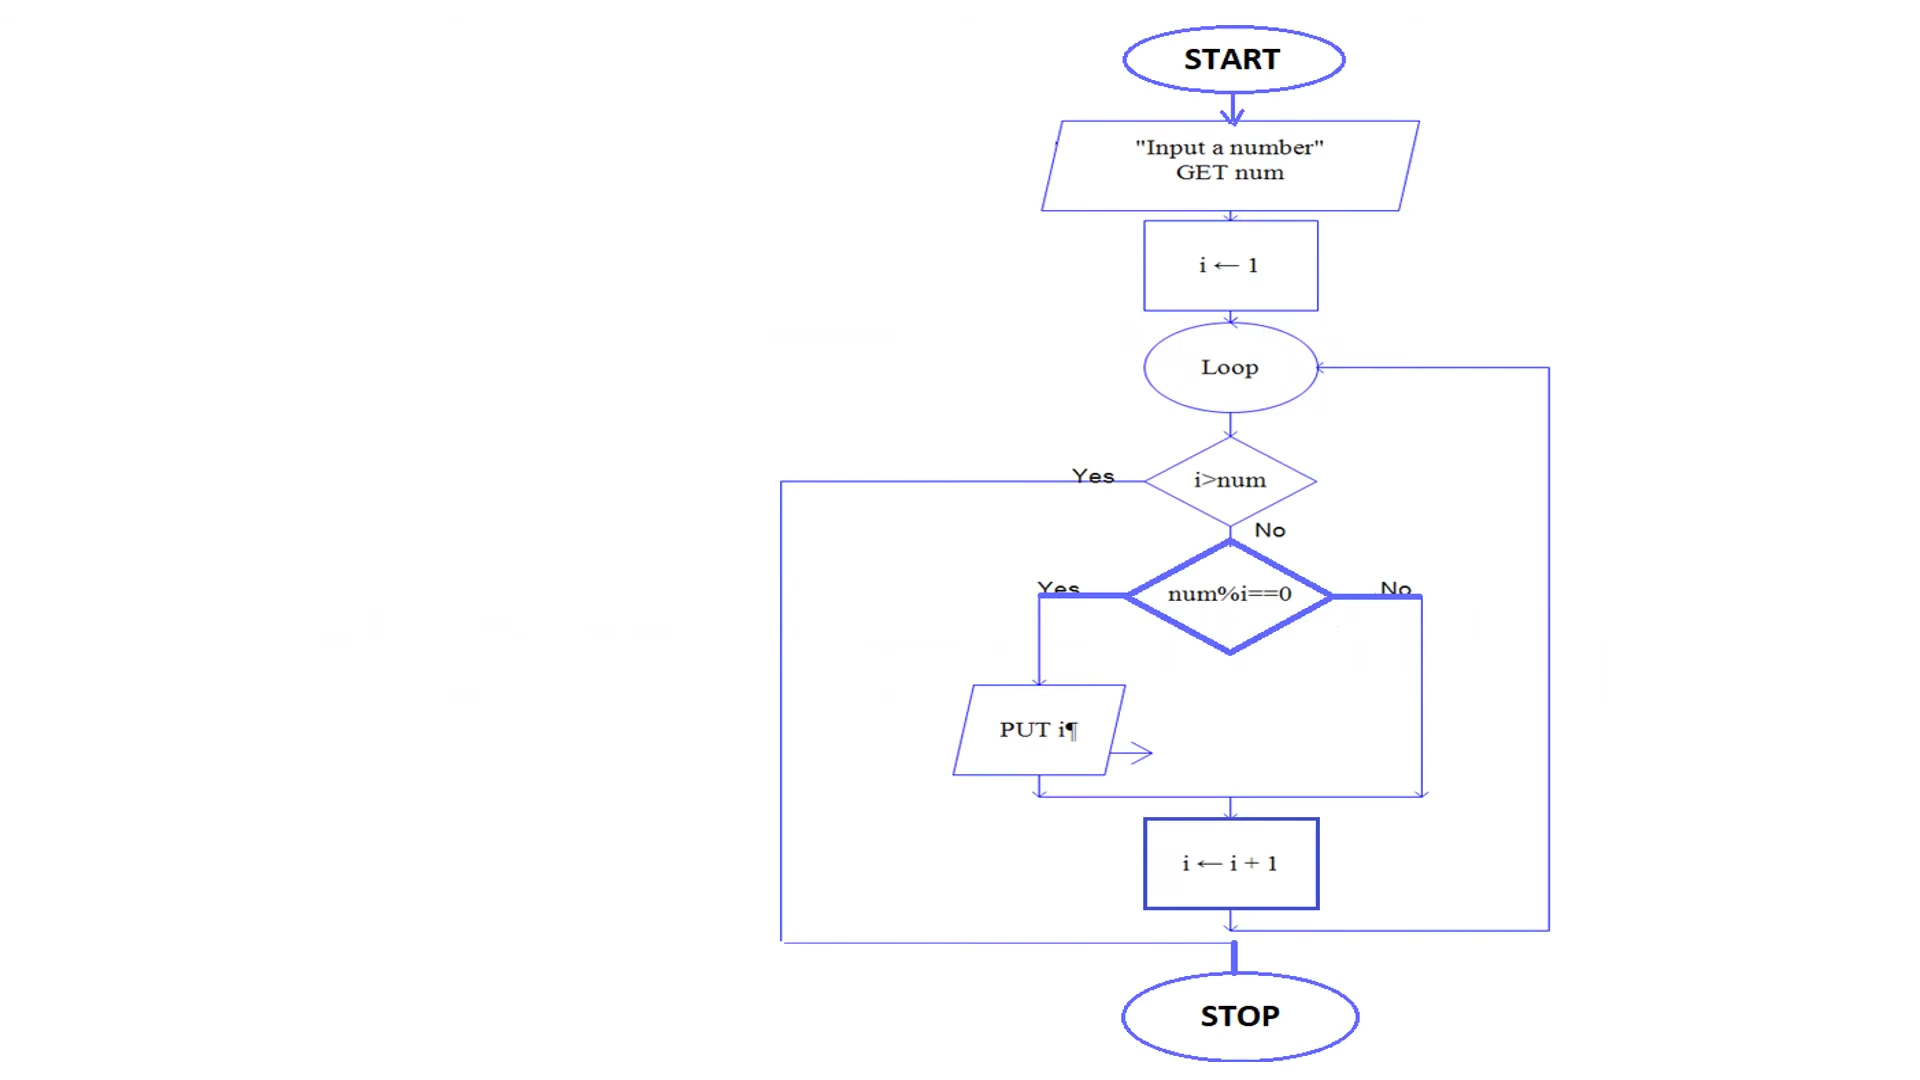 START
"Input a number"
GET num
i ← 1
Loop
Yes
i>num
No
Yes
num%i==0
No
PUT i¶
i ← i + 1
STOP